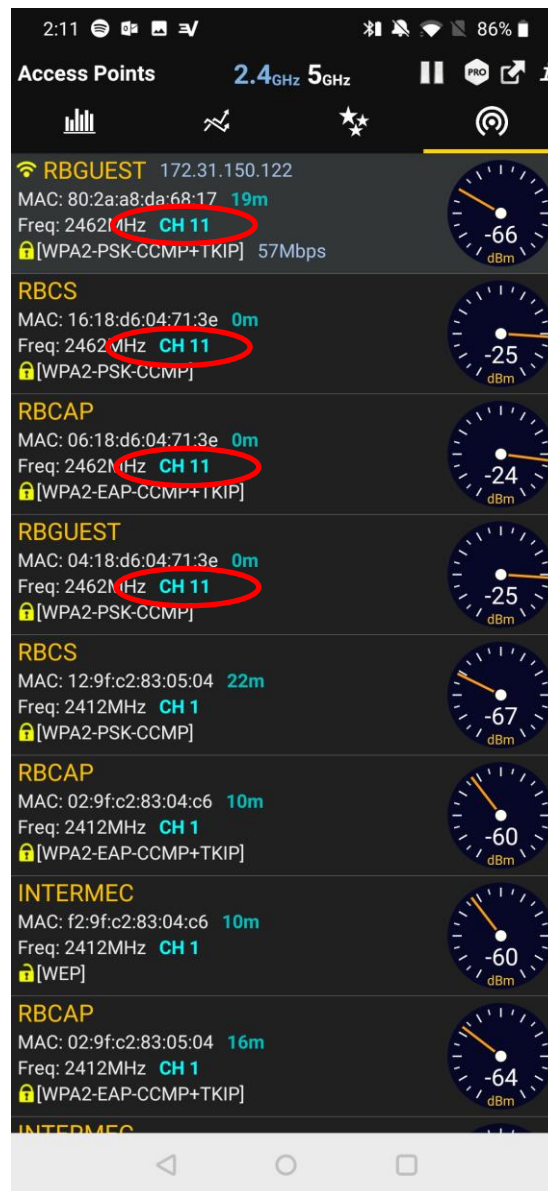 2:11 86%
Access Points 2.4GHz 5GHz PRO
RBGUEST 172.31.150.122
MAC: 80:2a:a8:da:68:17 19m
Freq: 2462MHz CH 11
[WPA2-PSK-CCMP+TKIP] 57Mbps
-66
dBm
RBCS
MAC: 16:18:d6:04:71:3e 0m
Freq: 2462MHz CH 11
[WPA2-PSK-CCMP]
-25
dBm
RBCAP
MAC: 06:18:d6:04:71:3e 0m
Freq: 2462MHz CH 11
[WPA2-EAP-CCMP+TKIP]
-24
dBm
RBGUEST
MAC: 04:18:d6:04:71:3e 0m
Freq: 2462MHz CH 11
[WPA2-PSK-CCMP]
-25
dBm
RBCS
MAC: 12:9f:c2:83:05:04 22m
Freq: 2412MHz CH 1
[WPA2-PSK-CCMP]
-67
dBm
RBCAP
MAC: 02:9f:c2:83:04:c6 10m
Freq: 2412MHz CH 1
[WPA2-EAP-CCMP+TKIP]
-60
dBm
INTERMEC
MAC: f2:9f:c2:83:04:c6 10m
Freq: 2412MHz CH 1
[WEP]
-60
dBm
RBCAP
MAC: 02:9f:c2:83:05:04 16m
Freq: 2412MHz CH 1
[WPA2-EAP-CCMP+TKIP]
-64
dBm
INTERMEC